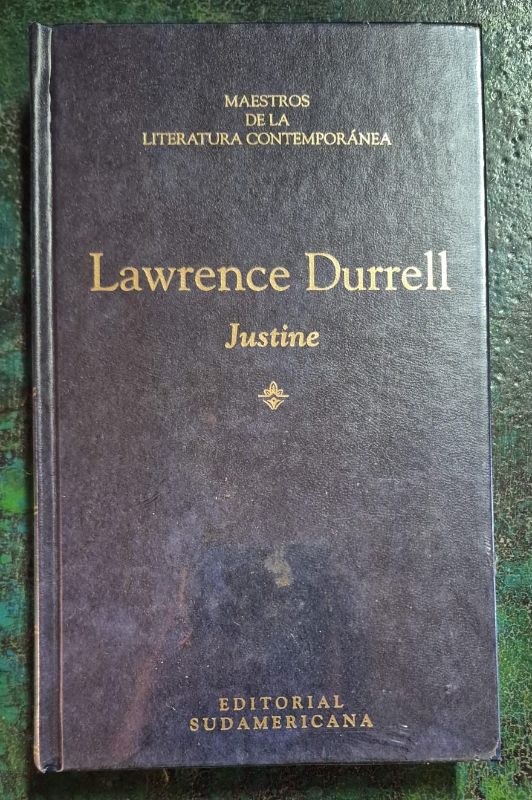 MAESTROS
DE LA
LITERATURA CONTEMPORÁNEA
Lawrence Durrell
Justine
EDITORIAL
SUDAMERICANA